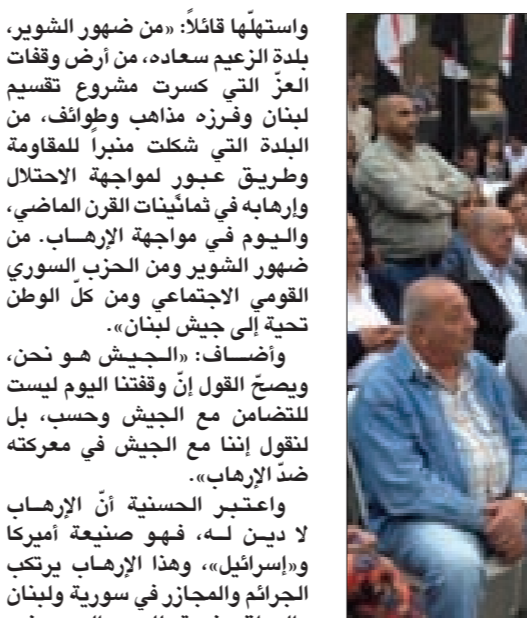 واستهلّها قائلاً: «من ضهور الشوير،
بلدة الزعيم سعاده، من أرض وقفات
العزّ التي كسرت مشروع تقسيم
لبنان وفرزه مذاهب وطوائف، من
البلدة التي شكلت منبراً للمقاومة
وطريق عبور لمواجهة الاحتلال
وإرهابه في ثمانينات القرن الماضي،
واليوم في مواجهة الإرهاب. من
ضهور الشوير ومن الحزب السوري
القومي الاجتماعي ومن كلّ الوطن
تحية إلى جيش لبنان».
وأضاف: «الجيش هو نحن،
ويصحّ القول إنّ وقفتنا اليوم ليست
للتضامن مع الجيش وحسب، بل
لنقول إننا مع الجيش في معركته
ضدّ الإرهاب».
واعتبر الحسنية أنّ الإرهاب
لا دين له، فهو صنيعة أميركا
و«إسرائيل»، وهذا الإرهاب يرتكب
الجرائم والمجازر في سورية ولبنان